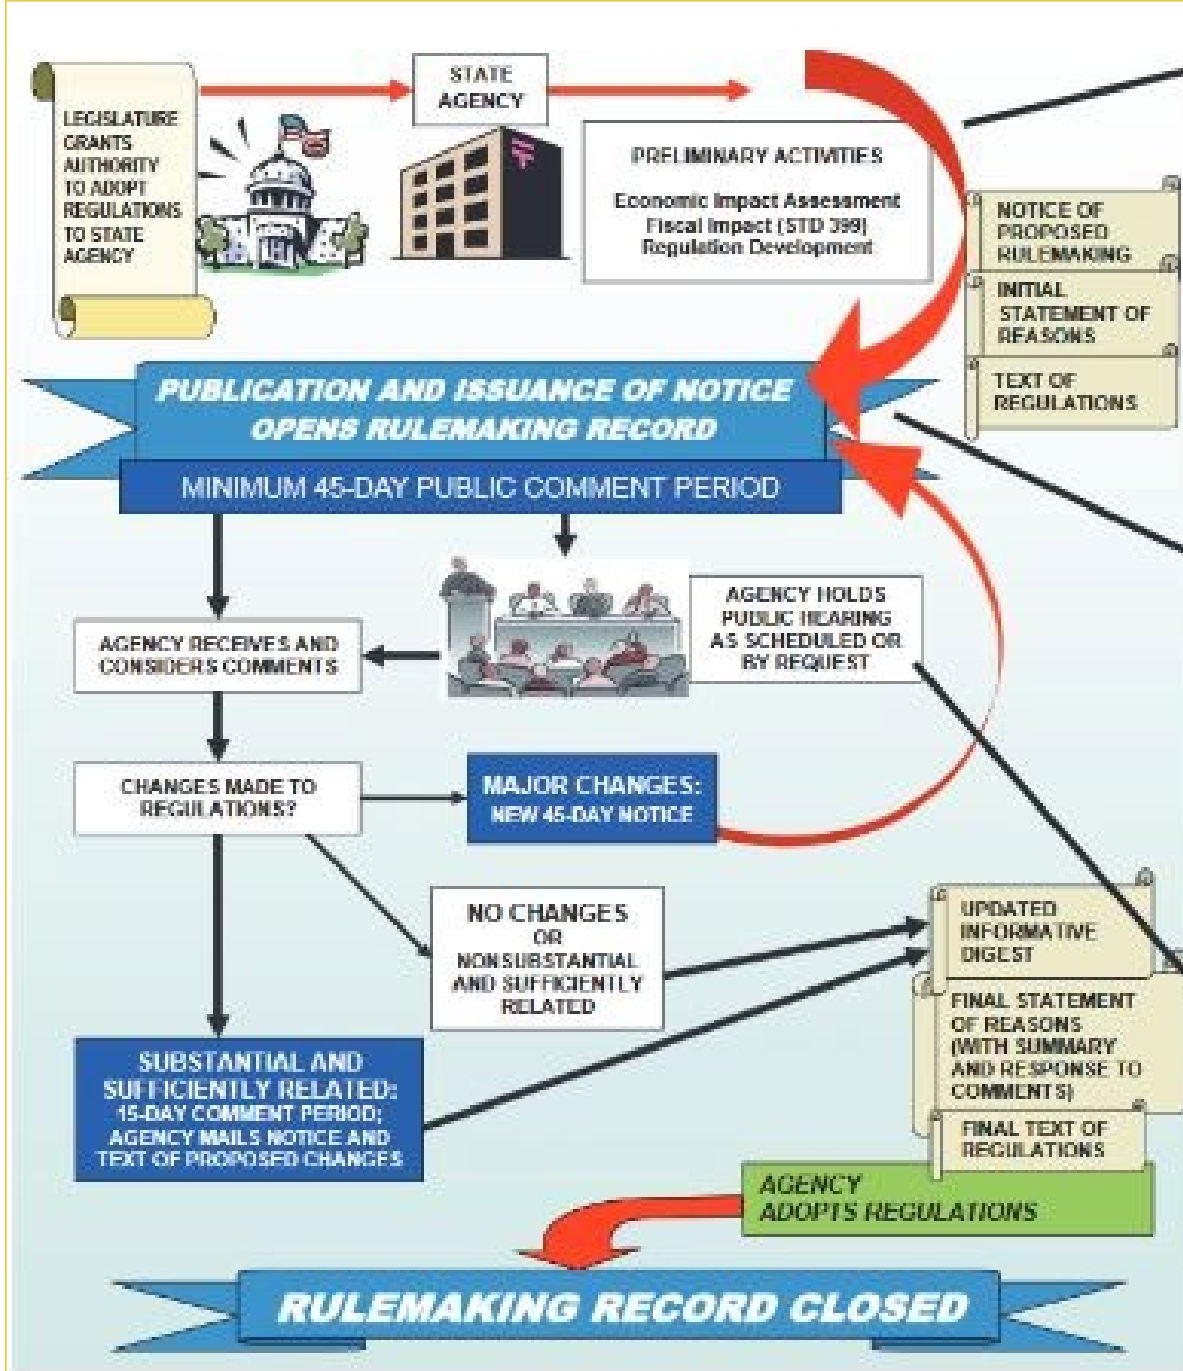 LEGISLATURE
GRANTS
AUTHORITY
TO ADOPT
REGULATIONS
TO STATE
AGENCY
STATE
AGENCY
PRELIMINARY ACTIVITIES
Economic Impact Assessment
Fiscal Impact (STD 399)
Regulation Development
NOTICE OF
PROPOSED
RULEMAKING
INITIAL
STATEMENT OF
REASONS
TEXT OF
REGULATIONS
PUBLICATION AND ISSUANCE OF NOTICE
OPENS RULEMAKING RECORD
MINIMUM 45-DAY PUBLIC COMMENT PERIOD
AGENCY HOLDS
PUBLIC HEARING
AS SCHEDULED OR
BY REQUEST
AGENCY RECEIVES AND
CONSIDERS COMMENTS
CHANGES MADE TO
REGULATIONS?
MAJOR CHANGES:
NEW 45-DAY NOTICE
NO CHANGES
OR
NONSUBSTANTIAL
AND SUFFICIENTLY
RELATED
SUBSTANTIAL AND
SUFFICIENTLY RELATED:
15-DAY COMMENT PERIOD;
AGENCY MAILS NOTICE AND
TEXT OF PROPOSED CHANGES
UPDATED
INFORMATIVE
DIGEST
FINAL STATEMENT
OF REASONS
(WITH SUMMARY
AND RESPONSE TO
COMMENTS)
FINAL TEXT OF
REGULATIONS
AGENCY
ADOPTS REGULATIONS
RULEMAKING RECORD CLOSED